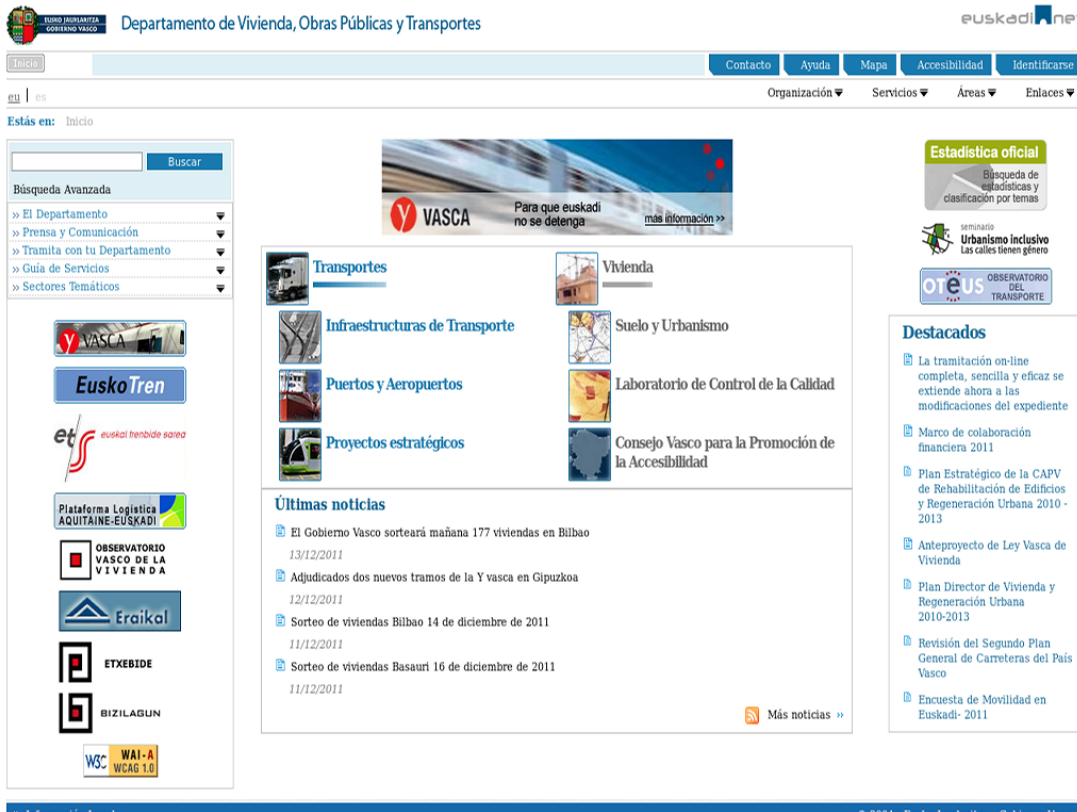 EUSKO JAURLARITZA
GOBIERNO VASCO
Departamento de Vivienda, Obras Públicas y Transportes
euskadi.net
Inicio
Contacto
Ayuda
Mapa
Accesibilidad
Identificarse
eu | es
Organización
Servicios
Áreas
Enlaces
Estás en: Inicio
Buscar
Búsqueda Avanzada
» El Departamento
» Prensa y Comunicación
» Tramita con tu Departamento
» Guía de Servicios
» Sectores Temáticos
Y VASCA
EuskoTren
et s euskal trenbide sarea
Plataforma Logística
AQUITAINE-EUSKADI
OBSERVATORIO
VASCO DE LA
VIVIENDA
Eraikal
ETXEBIDE
BIZILAGUN
W3C WAI-A
WCAG 1.0
Y VASCA
Para que euskadi
no se detenga
más información >>
Transportes
Vivienda
Infraestructuras de Transporte
Suelo y Urbanismo
Puertos y Aeropuertos
Laboratorio de Control de la Calidad
Proyectos estratégicos
Consejo Vasco para la Promoción de
la Accesibilidad
Últimas noticias
El Gobierno Vasco sorteará mañana 177 viviendas en Bilbao
13/12/2011
Adjudicados dos nuevos tramos de la Y vasca en Gipuzkoa
12/12/2011
Sorteo de viviendas Bilbao 14 de diciembre de 2011
11/12/2011
Sorteo de viviendas Basauri 16 de diciembre de 2011
11/12/2011
Más noticias »
Estadística oficial
Búsqueda de
estadísticas y
clasificación por temas
seminario
Urbanismo inclusivo
Las calles tienen género
OTEUS
OBSERVATORIO
DEL
TRANSPORTE
Destacados
La tramitación on-line
completa, sencilla y eficaz se
extiende ahora a las
modificaciones del expediente
Marco de colaboración
financiera 2011
Plan Estratégico de la CAPV
de Rehabilitación de Edificios
y Regeneración Urbana 2010 -
2013
Anteproyecto de Ley Vasca de
Vivienda
Plan Director de Vivienda y
Regeneración Urbana
2010-2013
Revisión del Segundo Plan
General de Carreteras del País
Vasco
Encuesta de Movilidad en
Euskadi- 2011